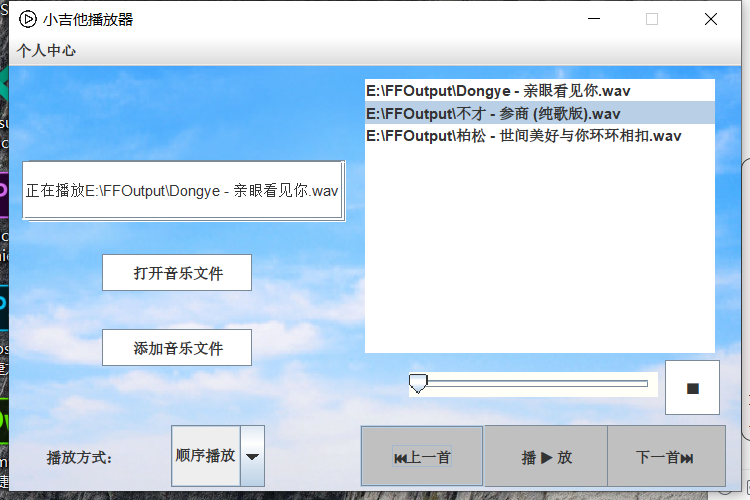 小吉他播放器
个人中心
E:\FFOutput\Dongye - 亲眼看见你.wav
E:\FFOutput\不才 - 参商 (纯歌版).wav
E:\FFOutput\柏松 - 世间美好与你环环相扣.wav
正在播放E:\FFOutput\Dongye - 亲眼看见你.wav
打开音乐文件
添加音乐文件
播放方式:
顺序播放
⏮上一首
播 ▶ 放
下一首⏭